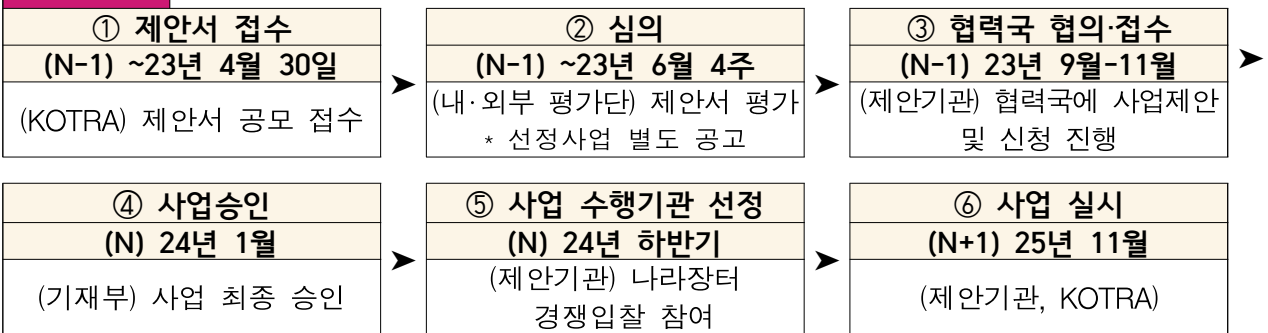 ① 제안서 접수
(N-1) ~23년 4월 30일
(KOTRA) 제안서 공모 접수
➤
② 심의
(N-1) ~23년 6월 4주
(내·외부 평가단) 제안서 평가
* 선정사업 별도 공고
➤
③ 협력국 협의·접수
(N-1) 23년 9월-11월
(제안기관) 협력국에 사업제안
및 신청 진행
➤
④ 사업승인
(N) 24년 1월
(기재부) 사업 최종 승인
➤
⑤ 사업 수행기관 선정
(N) 24년 하반기
(제안기관) 나라장터
경쟁입찰 참여
➤
⑥ 사업 실시
(N+1) 25년 11월
(제안기관, KOTRA)